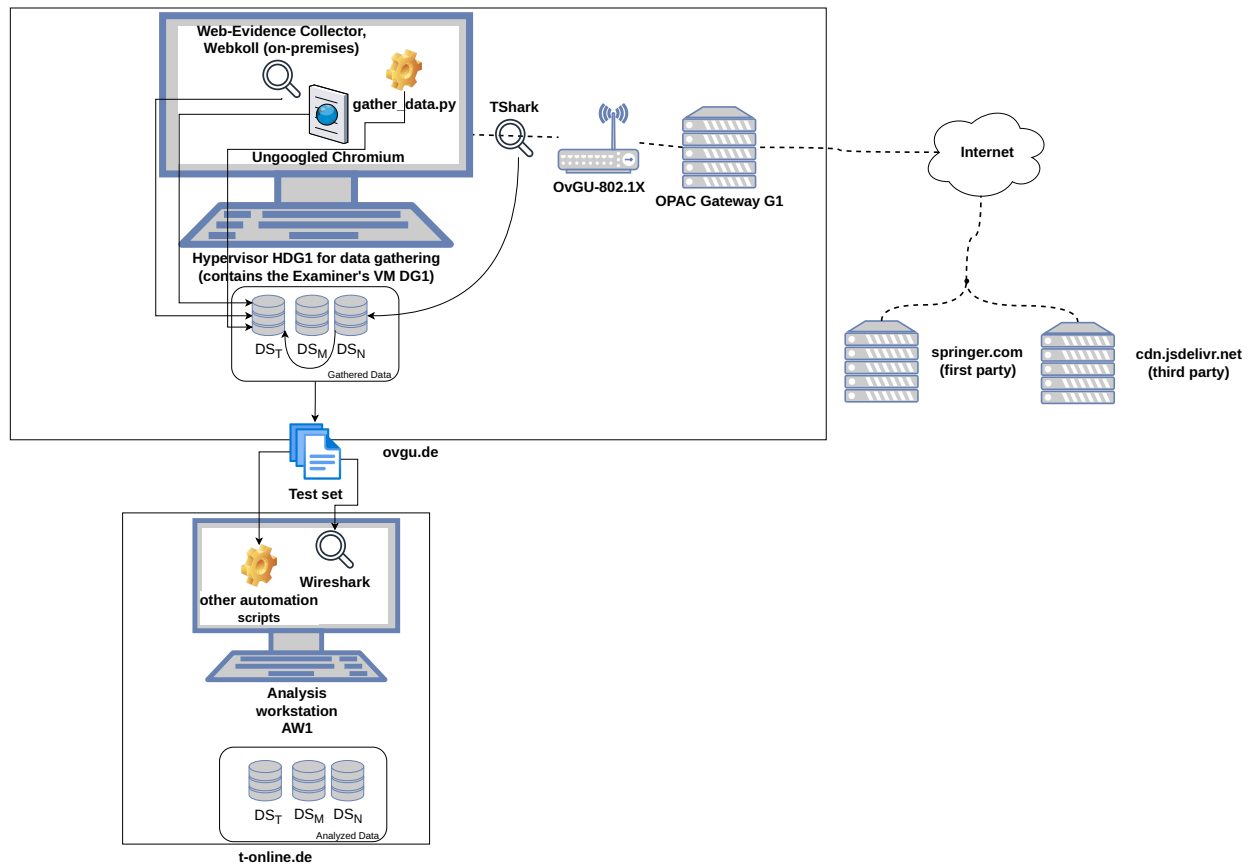 Web-Evidence Collector,
Webkoll (on-premises)
gather_data.py
Ungoogled Chromium
TShark
OvGU-802.1X
OPAC Gateway G1
Internet
Hypervisor HDG1 for data gathering
(contains the Examiner's VM DG1)
DST
DSM
DSN
Gathered Data
springer.com
(first party)
cdn.jsdelivr.net
(third party)
ovgu.de
Test set
Wireshark
other automation
scripts
Analysis
workstation
AW1
DST
DSM
DSN
Analyzed Data
t-online.de